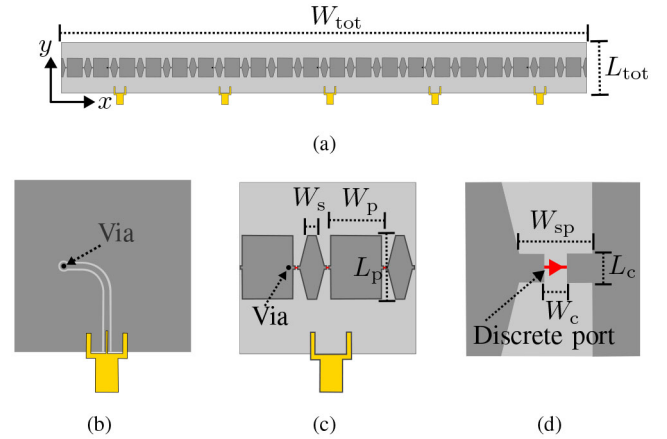 W_tot
y
x
L_tot
(a)
Via
(b)
W_s W_p
L_p
Via
(c)
W_sp
L_c
W_c
Discrete port
(d)